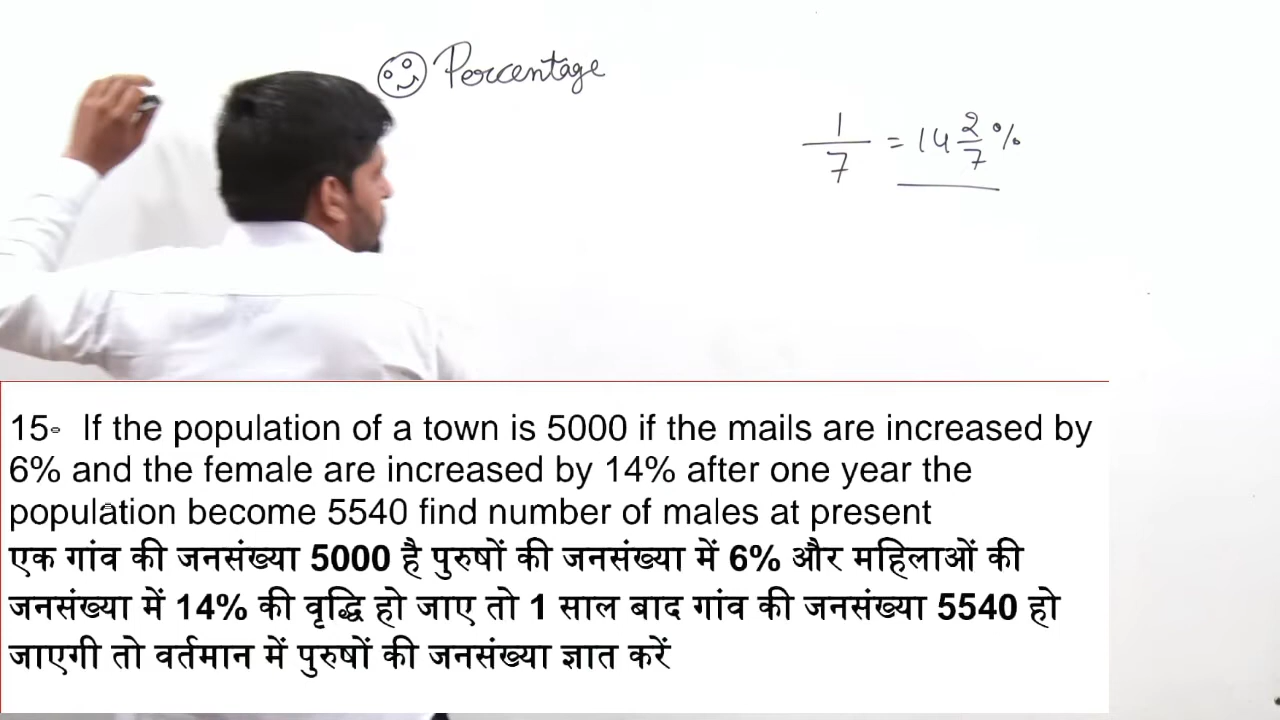 Percentage
1/7 = 14 2/7 %
15- If the population of a town is 5000 if the mails are increased by
6% and the female are increased by 14% after one year the
population become 5540 find number of males at present
एक गांव की जनसंख्या 5000 है पुरुषों की जनसंख्या में 6% और महिलाओं की
जनसंख्या में 14% की वृद्धि हो जाए तो 1 साल बाद गांव की जनसंख्या 5540 हो
जाएगी तो वर्तमान में पुरुषों की जनसंख्या ज्ञात करें